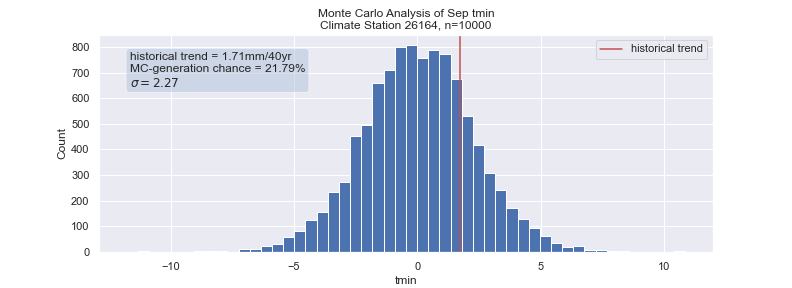 Monte Carlo Analysis of Sep tmin
Climate Station 26164, n=10000
historical trend = 1.71mm/40yr
MC-generation chance = 21.79%
σ = 2.27
historical trend
800
700
600
500
400
300
200
100
0
Count
−10
−5
0
5
10
tmin